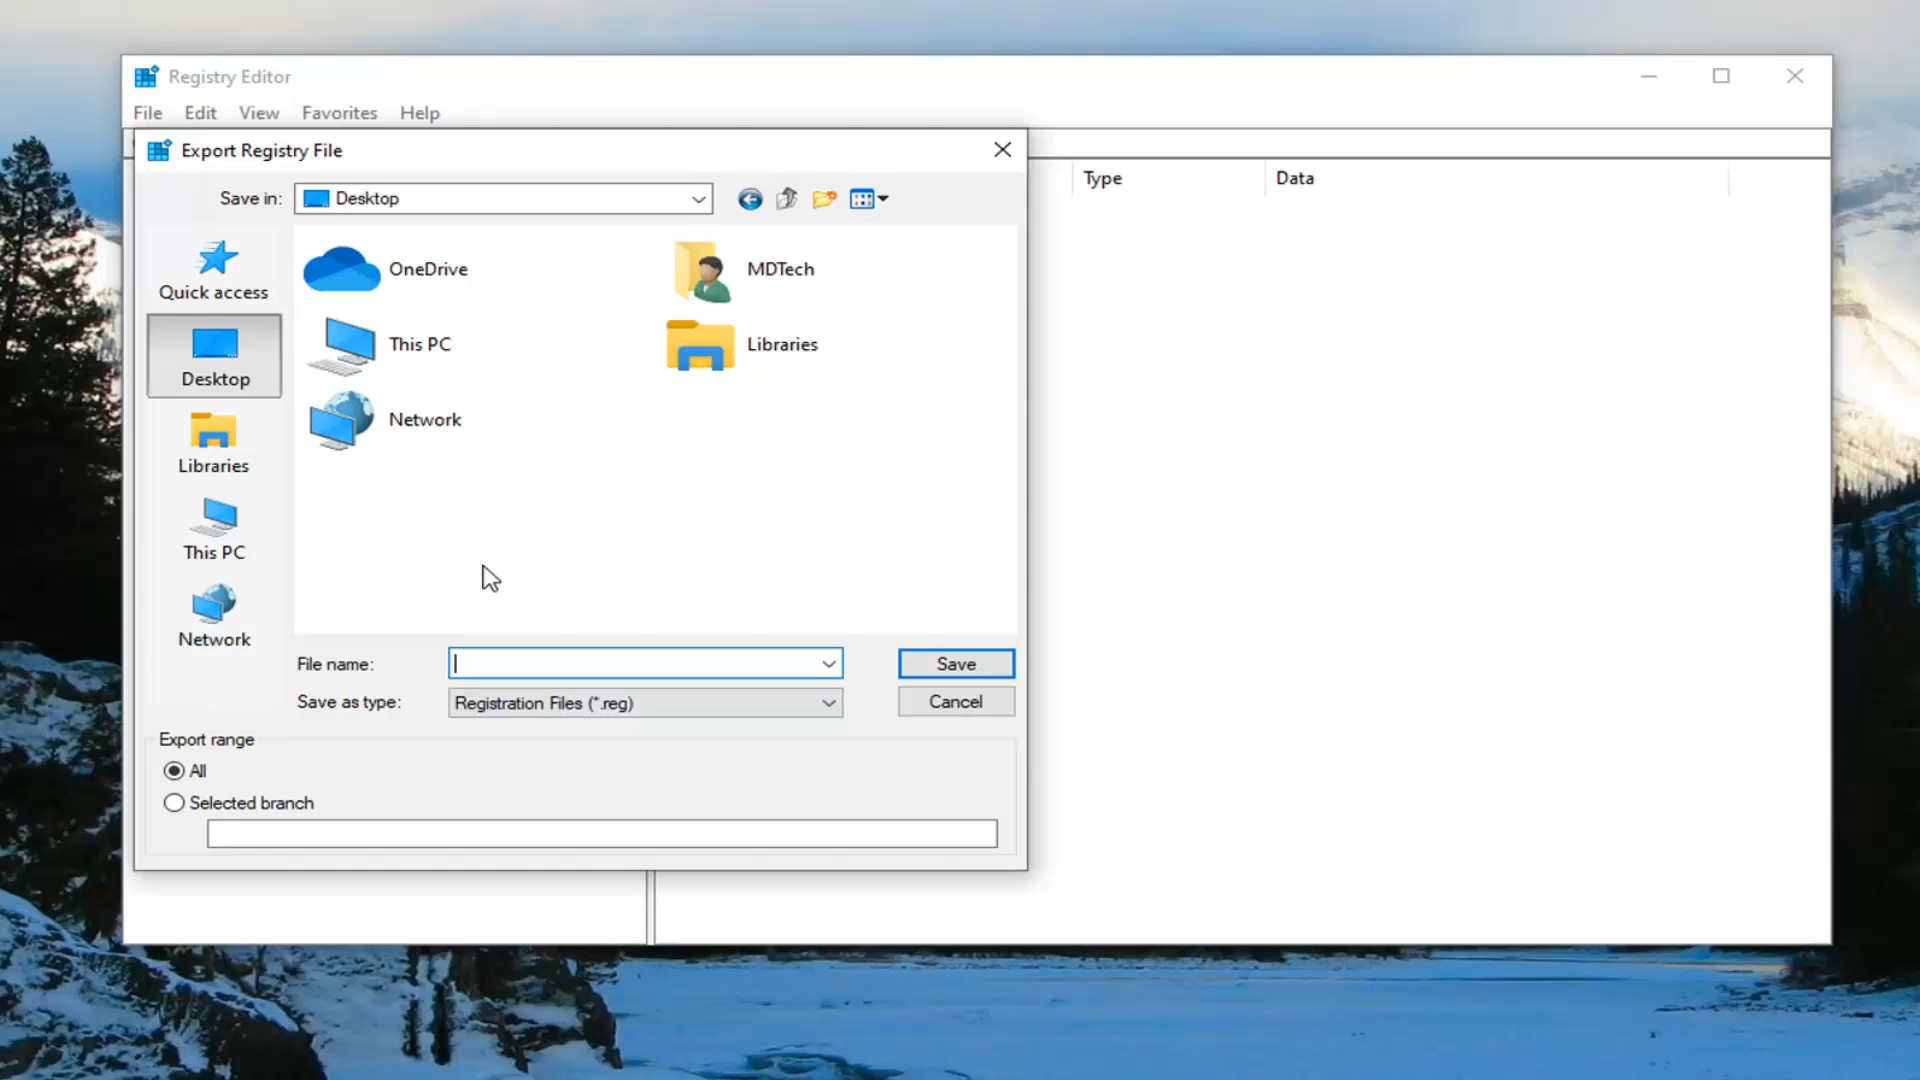 Registry Editor
File Edit View Favorites Help
Export Registry File
Save in: Desktop
Type Data
Quick access
Desktop
Libraries
This PC
Network
OneDrive
MDTech
This PC
Libraries
Network
File name:
Save
Save as type: Registration Files (*.reg)
Cancel
Export range
All
Selected branch